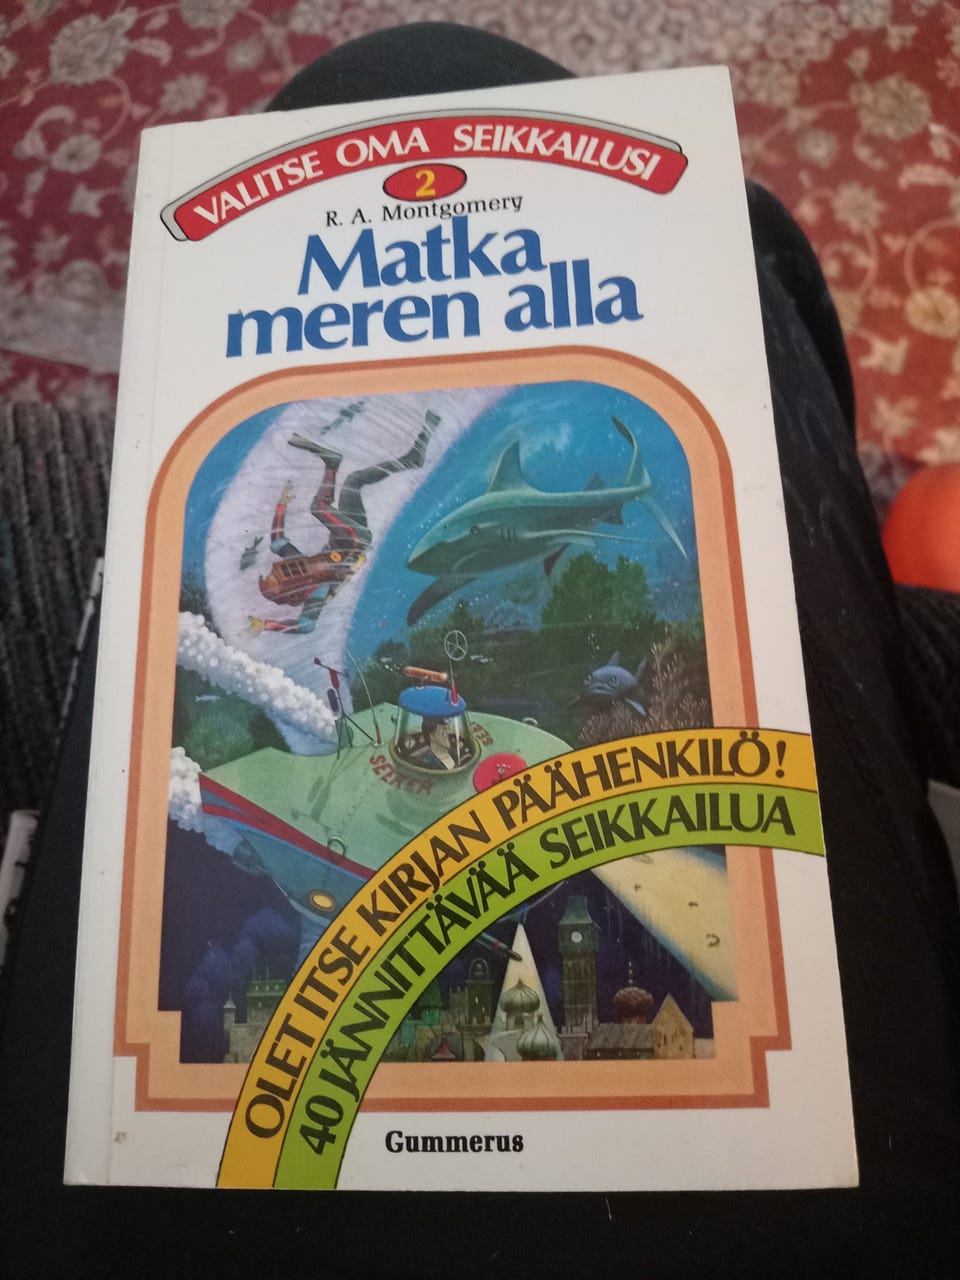 VALITSE OMA SEIKKAILUSI
2
R. A. Montgomery
Matka
meren alla
SEEKER
OLET ITSE KIRJAN PÄÄHENKILÖ!
40 JÄNNITTÄVÄÄ SEIKKAILUA
Gummerus